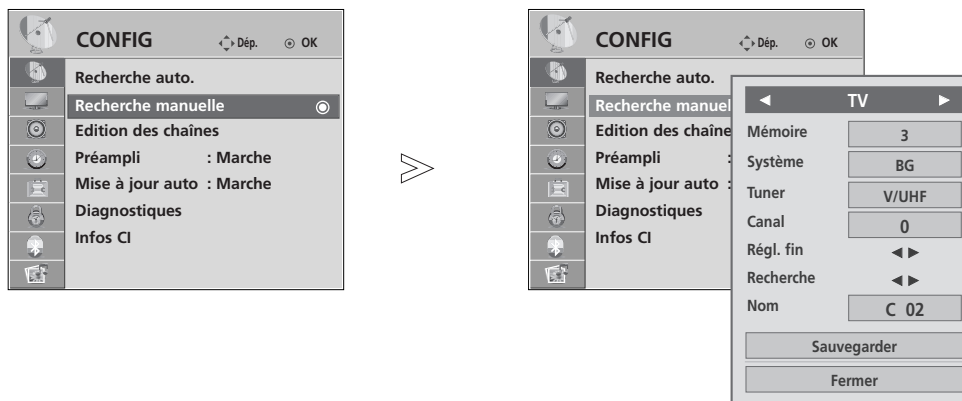 CONFIG Dép. OK
Recherche auto.
Recherche manuelle
Edition des chaînes
Préampli : Marche
Mise à jour auto : Marche
Diagnostiques
Infos CI
CONFIG Dép. OK
Recherche auto.
Recherche manuel
Edition des chaîne
Préampli :
Mise à jour auto :
Diagnostiques
Infos CI
TV
Mémoire 3
Système BG
Tuner V/UHF
Canal 0
Régl. fin
Recherche
Nom C 02
Sauvegarder
Fermer